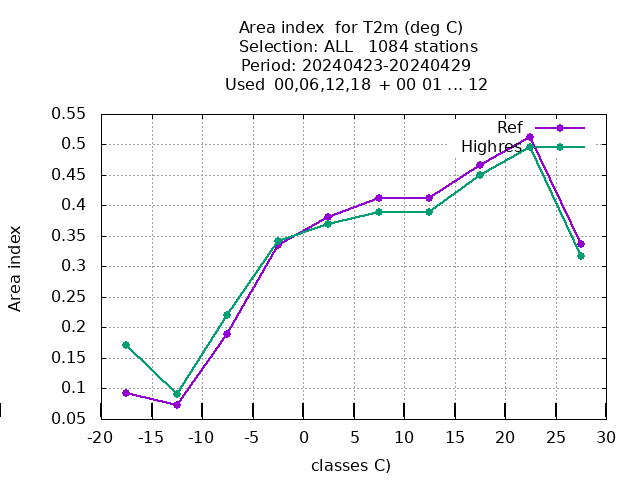 Area index  for T2m (deg C)
Selection: ALL   1084 stations
Period: 20240423-20240429
Used  00,06,12,18 + 00 01 ... 12
Ref
Highres
0.55
0.5
0.45
0.4
0.35
0.3
0.25
0.2
0.15
0.1
0.05
Area index
-20 -15 -10 -5 0 5 10 15 20 25 30
classes C)